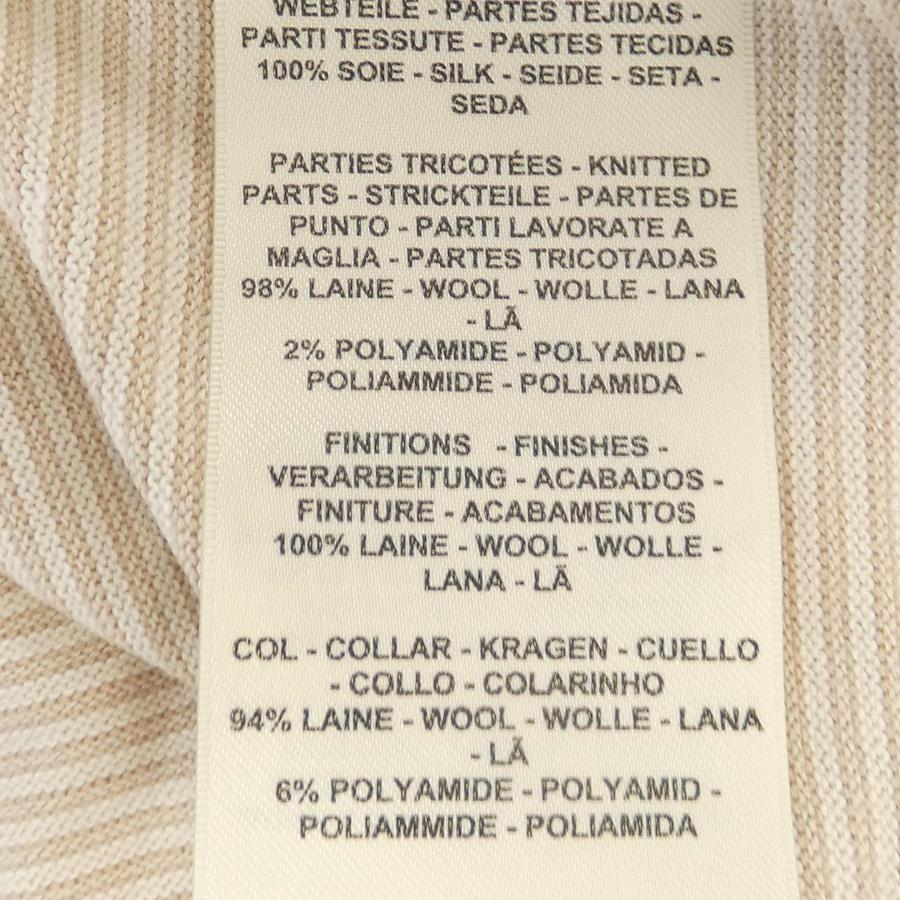 WEBTEILE - PARTES TEJIDAS -
PARTI TESSUTE - PARTES TECIDAS
100% SOIE - SILK - SEIDE - SETA -
SEDA
PARTIES TRICOTÉES - KNITTED
PARTS - STRICKTEILE - PARTES DE
PUNTO - PARTI LAVORATE A
MAGLIA - PARTES TRICOTADAS
98% LAINE - WOOL - WOLLE - LANA
- LÃ
2% POLYAMIDE - POLYAMID -
POLIAMMIDE - POLIAMIDA
FINITIONS - FINISHES -
VERARBEITUNG - ACABADOS -
FINITURE - ACABAMENTOS
100% LAINE - WOOL - WOLLE -
LANA - LÃ
COL - COLLAR - KRAGEN - CUELLO
- COLLO - COLARINHO
94% LAINE - WOOL - WOLLE - LANA
- LÃ
6% POLYAMIDE - POLYAMID -
POLIAMMIDE - POLIAMIDA